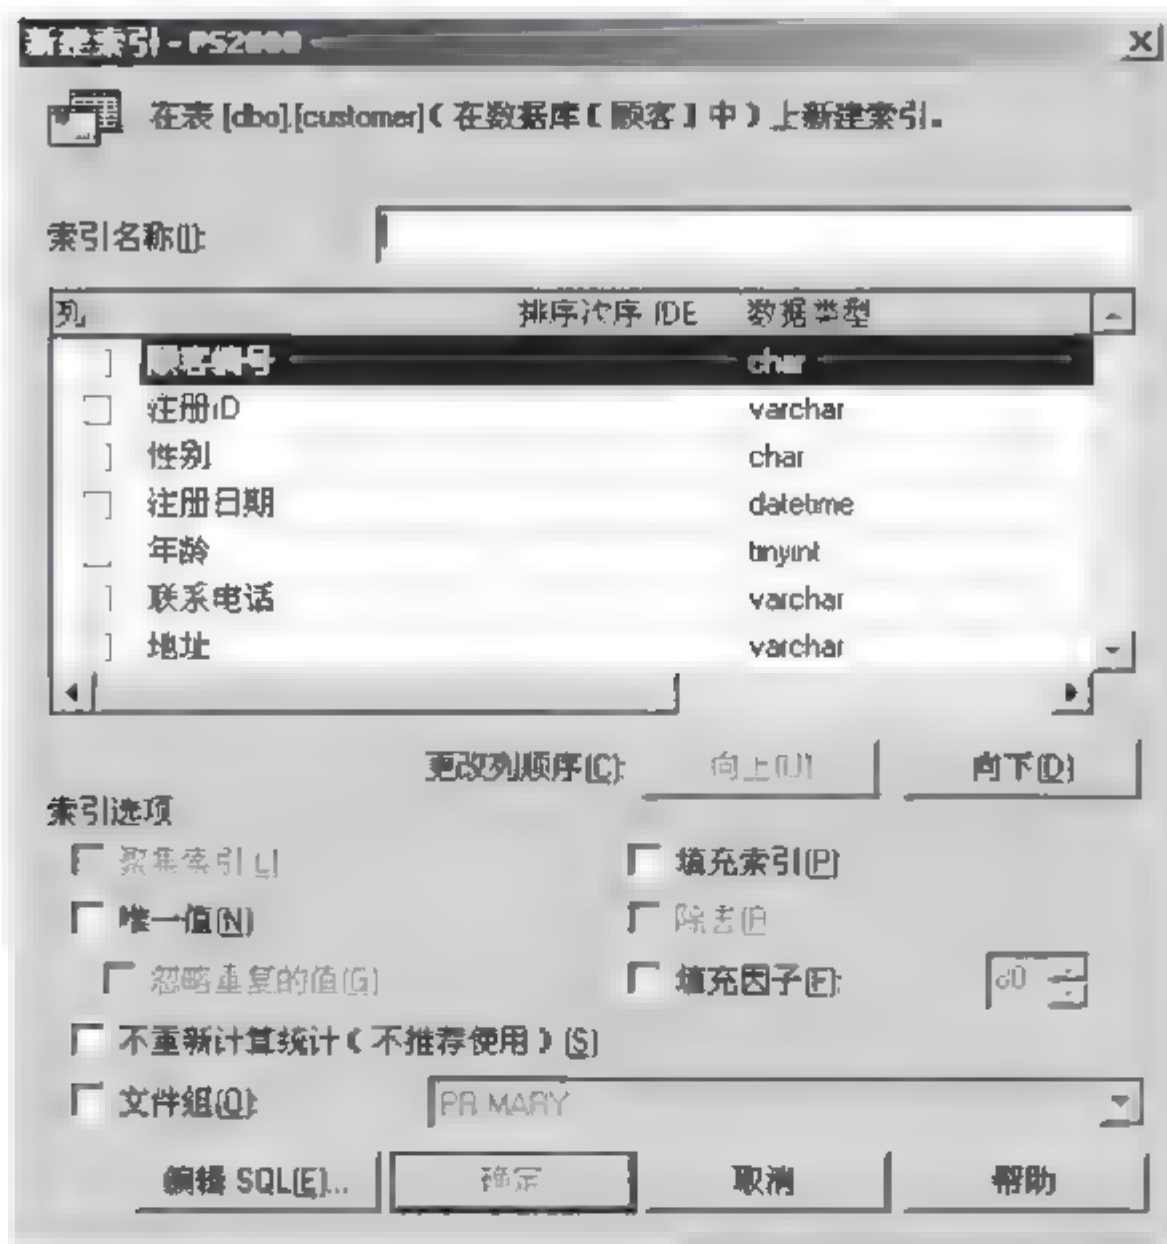 新建索引 - PS2000
在表 [dbo].[customer]（在数据库【顾客】中）上新建索引。
索引名称(I):
列 排序次序 (DE 数据类型
顾客编号 char
注册ID varchar
性别 char
注册日期 datetime
年龄 tinyint
联系电话 varchar
地址 varchar
更改列顺序(C): 向上(U) 向下(D)
索引选项
聚集索引(L) 填充索引(P)
唯一值(N) 除去(E)
忽略重复的值(G) 填充因子(F):
不重新计算统计（不推荐使用）(S)
文件组(O): PRIMARY
编辑 SQL(E)... 确定 取消 帮助